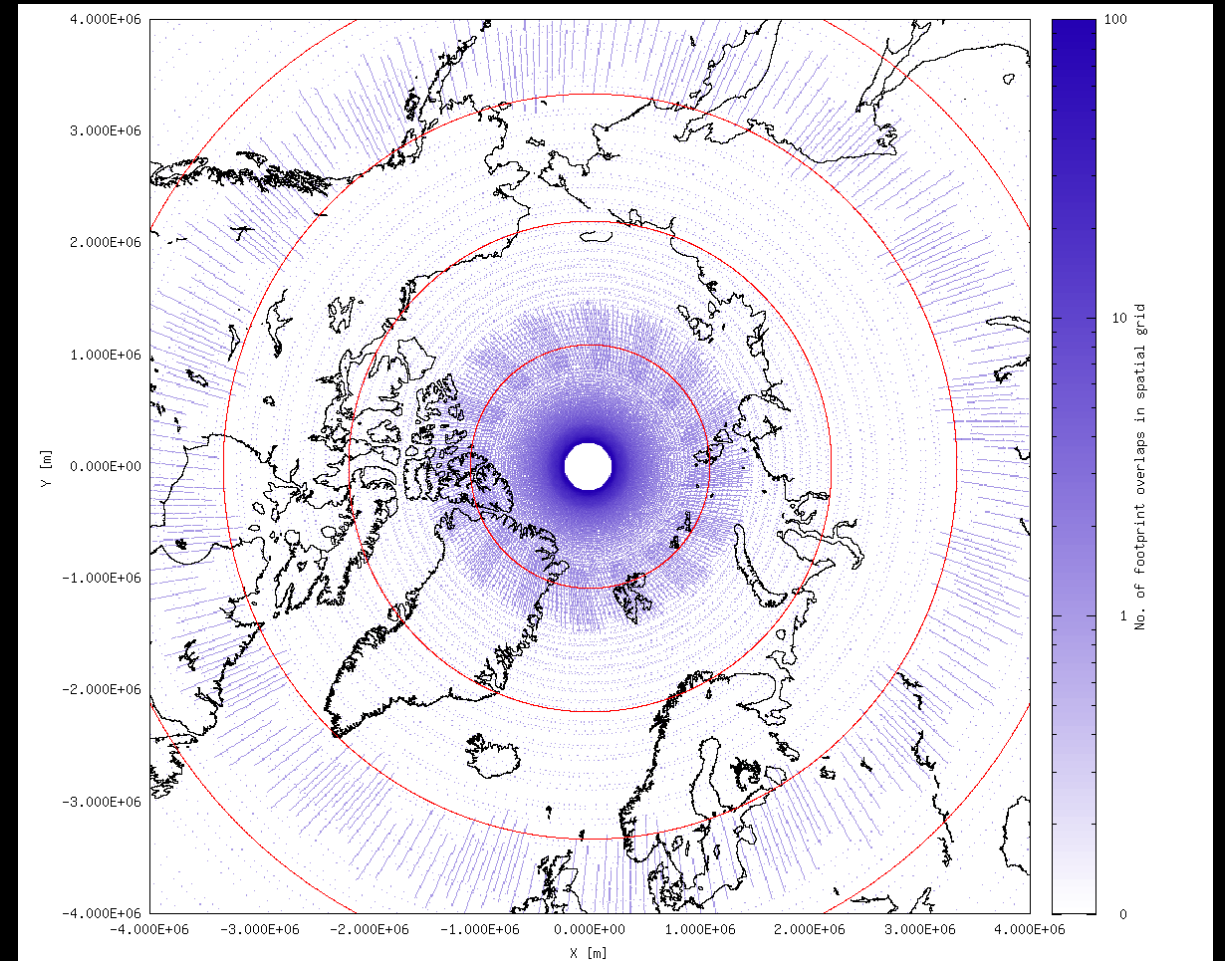 4.000E+06
3.000E+06
2.000E+06
1.000E+06
0.000E+00
-1.000E+06
-2.000E+06
-3.000E+06
-4.000E+06
Y [m]
-4.000E+06 -3.000E+06 -2.000E+06 -1.000E+06 0.000E+00 1.000E+06 2.000E+06 3.000E+06 4.000E+06
X [m]
100
10
1
0
No. of footprint overlaps in spatial grid